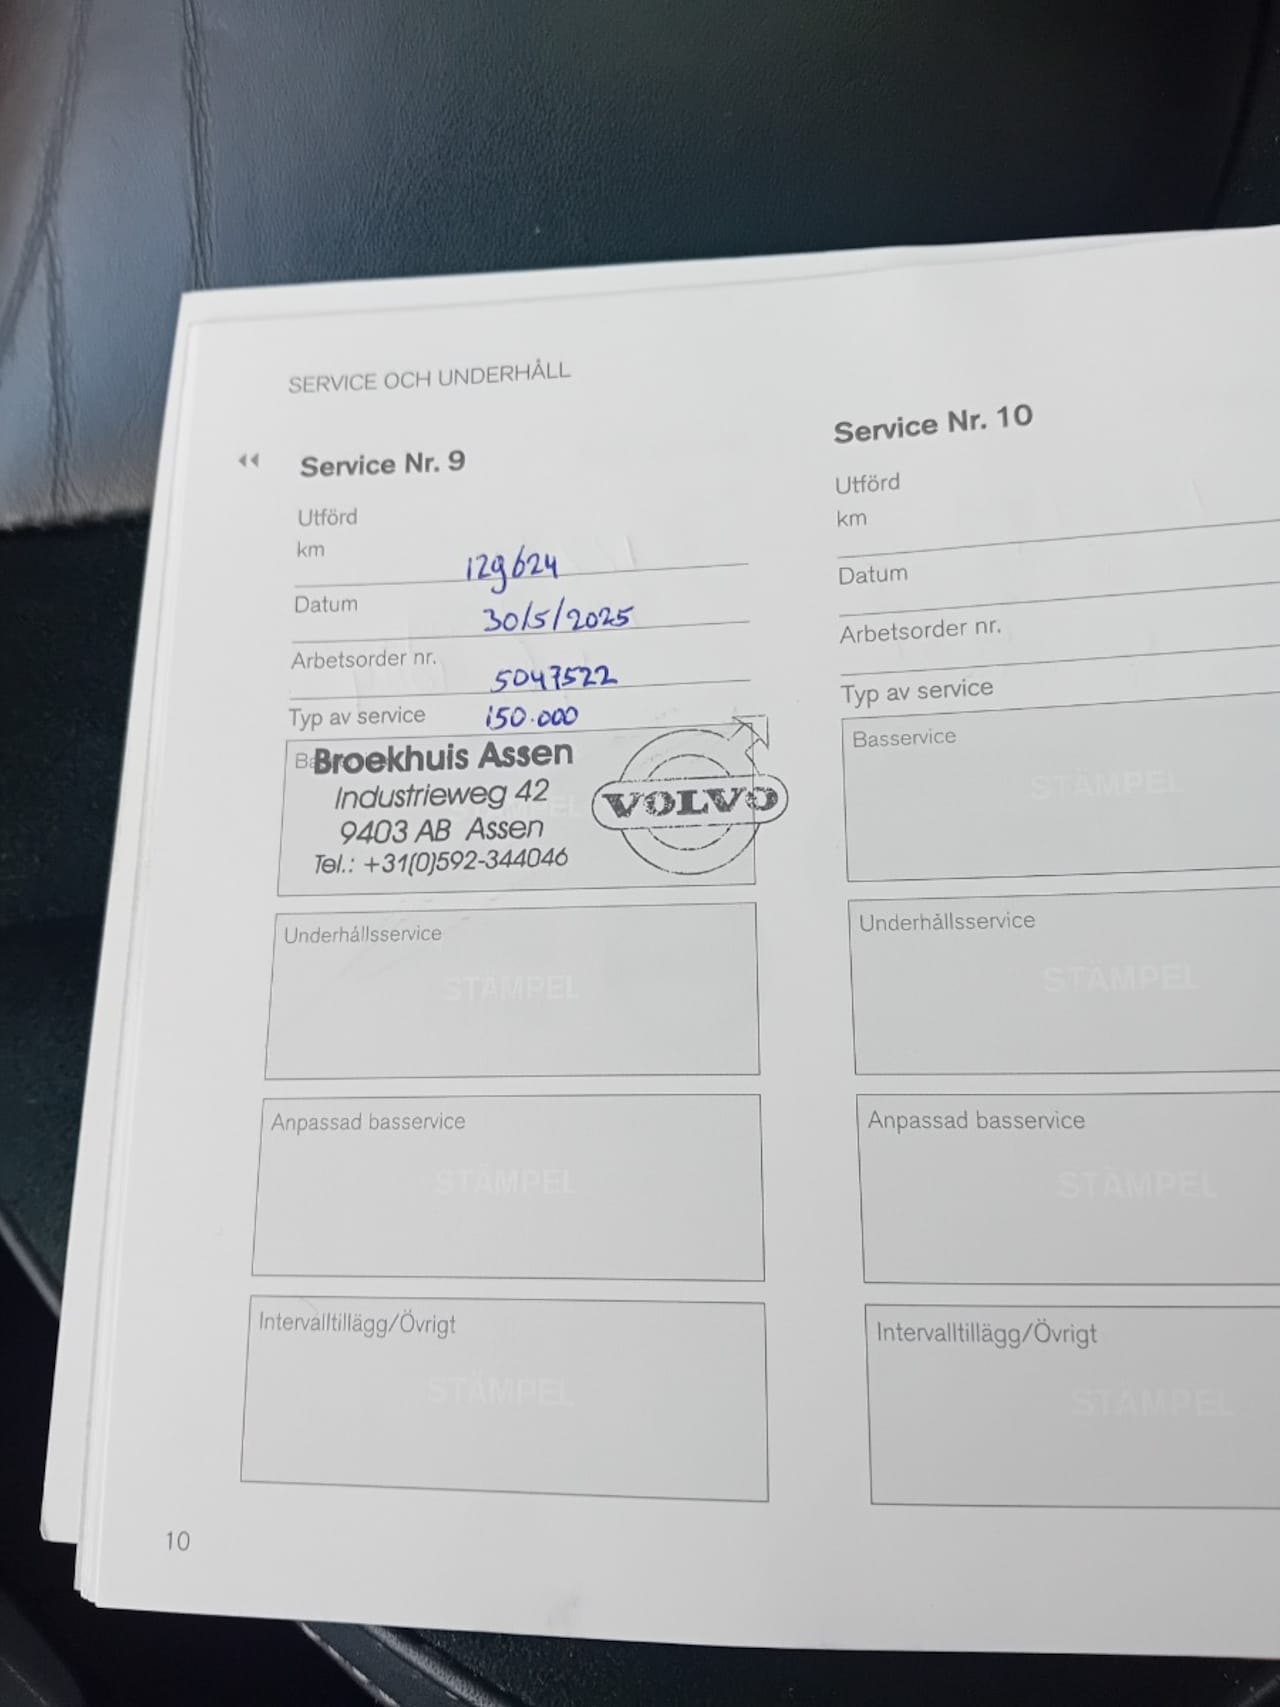 SERVICE OCH UNDERHÅLL
Service Nr. 9
Utförd
km 129624
Datum 30/5/2025
Arbetsorder nr. 5047522
Typ av service 150.000
Broekhuis Assen
Industrieweg 42
9403 AB Assen
Tel.: +31(0)592-344046
VOLVO
Underhållsservice
STÄMPEL
Anpassad basservice
STÄMPEL
Intervalltillägg/Övrigt
STÄMPEL
Service Nr. 10
Utförd
km
Datum
Arbetsorder nr.
Typ av service
Basservice
STÄMPEL
Underhållsservice
STÄMPEL
Anpassad basservice
STÄMPEL
Intervalltillägg/Övrigt
STÄMPEL
10